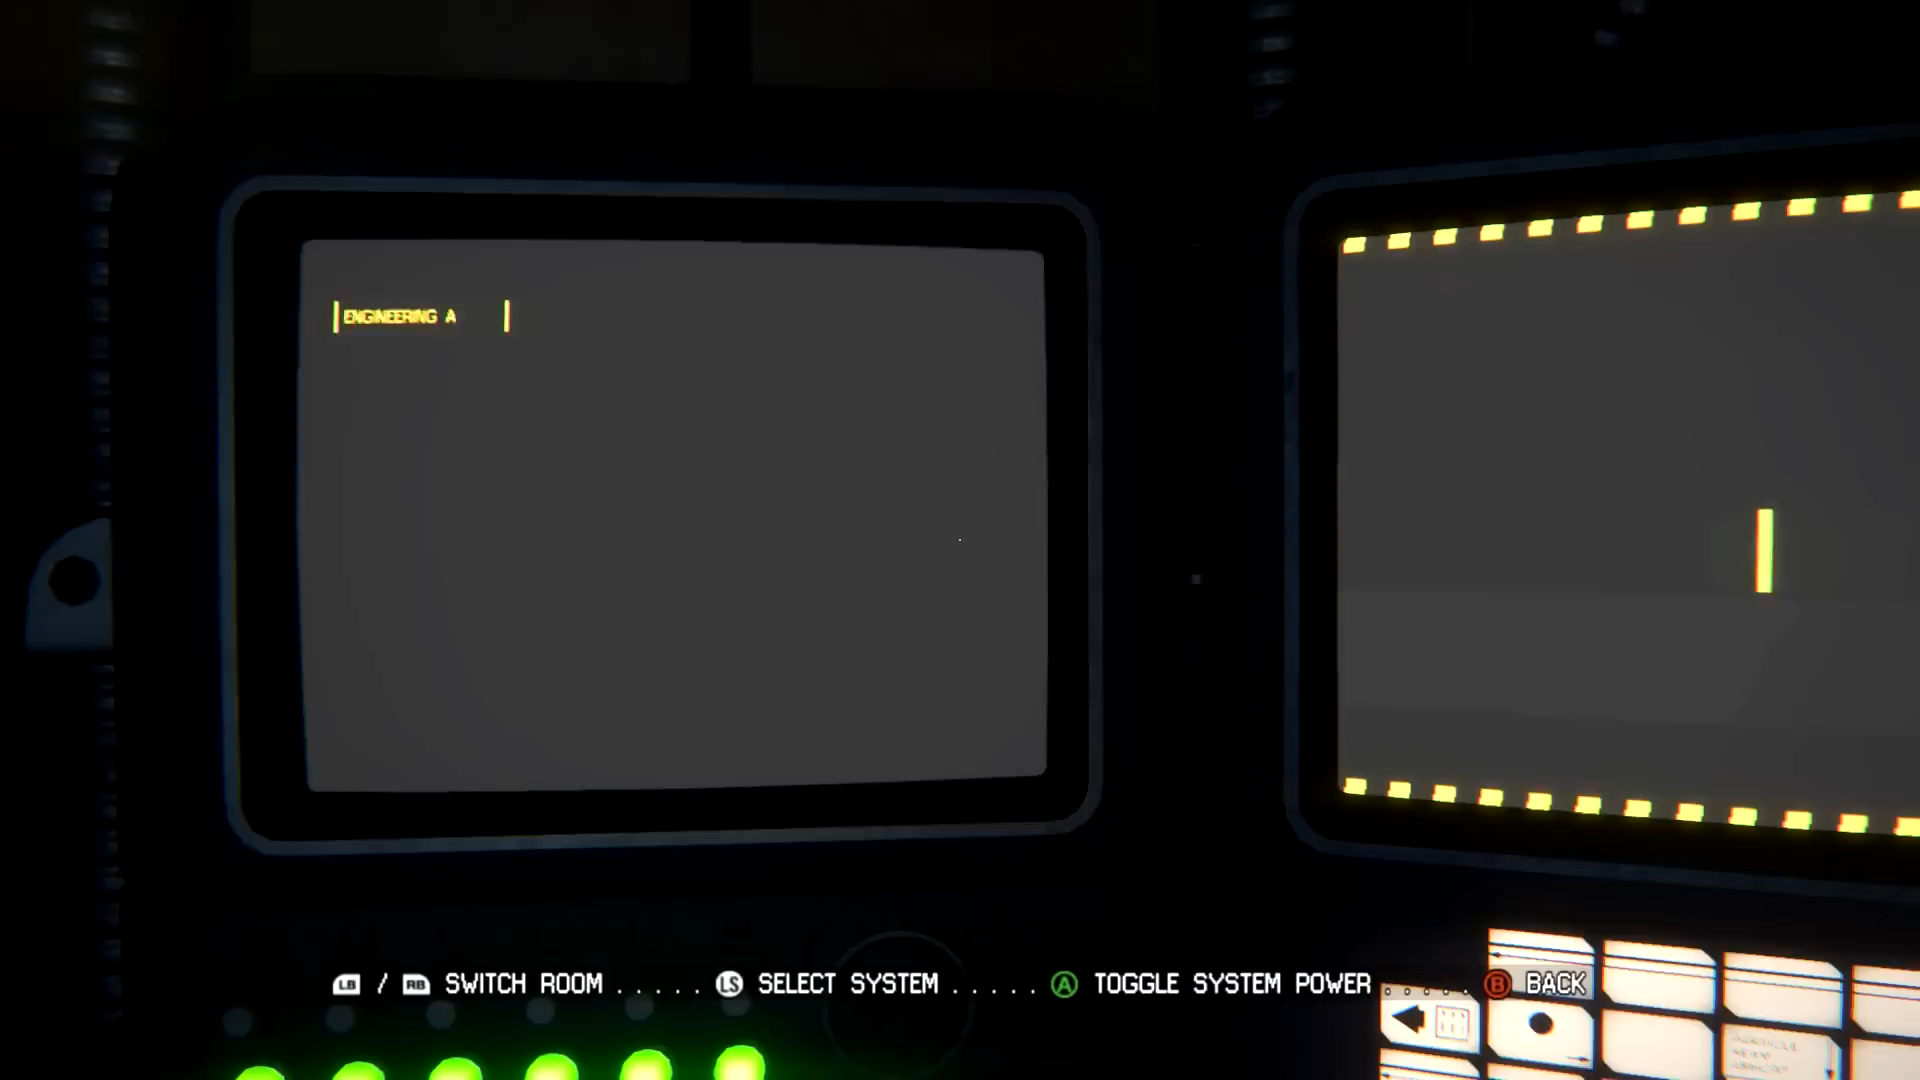 ENGINEERING A
LB / RB SWITCH ROOM ..... LS SELECT SYSTEM ..... A TOGGLE SYSTEM POWER ..... B BACK